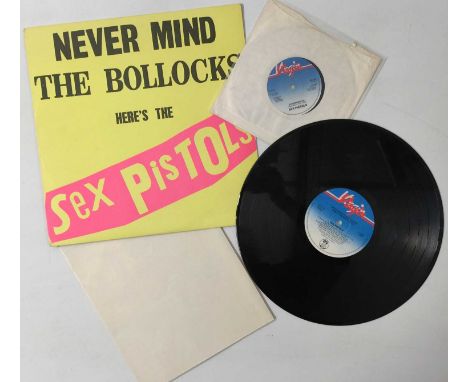 NEVER MIND
THE BOLLOCKS
HERE'S THE
Sex PisTOLS
Virgin
Virgin